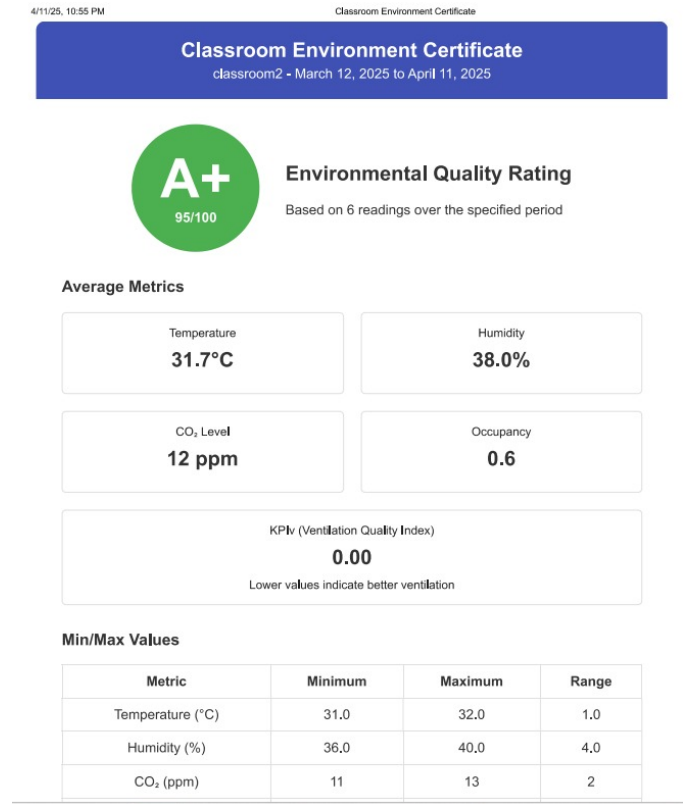 4/11/25, 10:55 PM Classroom Environment Certificate
Classroom Environment Certificate
classroom2 - March 12, 2025 to April 11, 2025
A+
95/100
Environmental Quality Rating
Based on 6 readings over the specified period
Average Metrics
Temperature
31.7°C
Humidity
38.0%
CO₂ Level
12 ppm
Occupancy
0.6
KPIv (Ventilation Quality Index)
0.00
Lower values indicate better ventilation
Min/Max Values
Metric Minimum Maximum Range
Temperature (°C) 31.0 32.0 1.0
Humidity (%) 36.0 40.0 4.0
CO₂ (ppm) 11 13 2